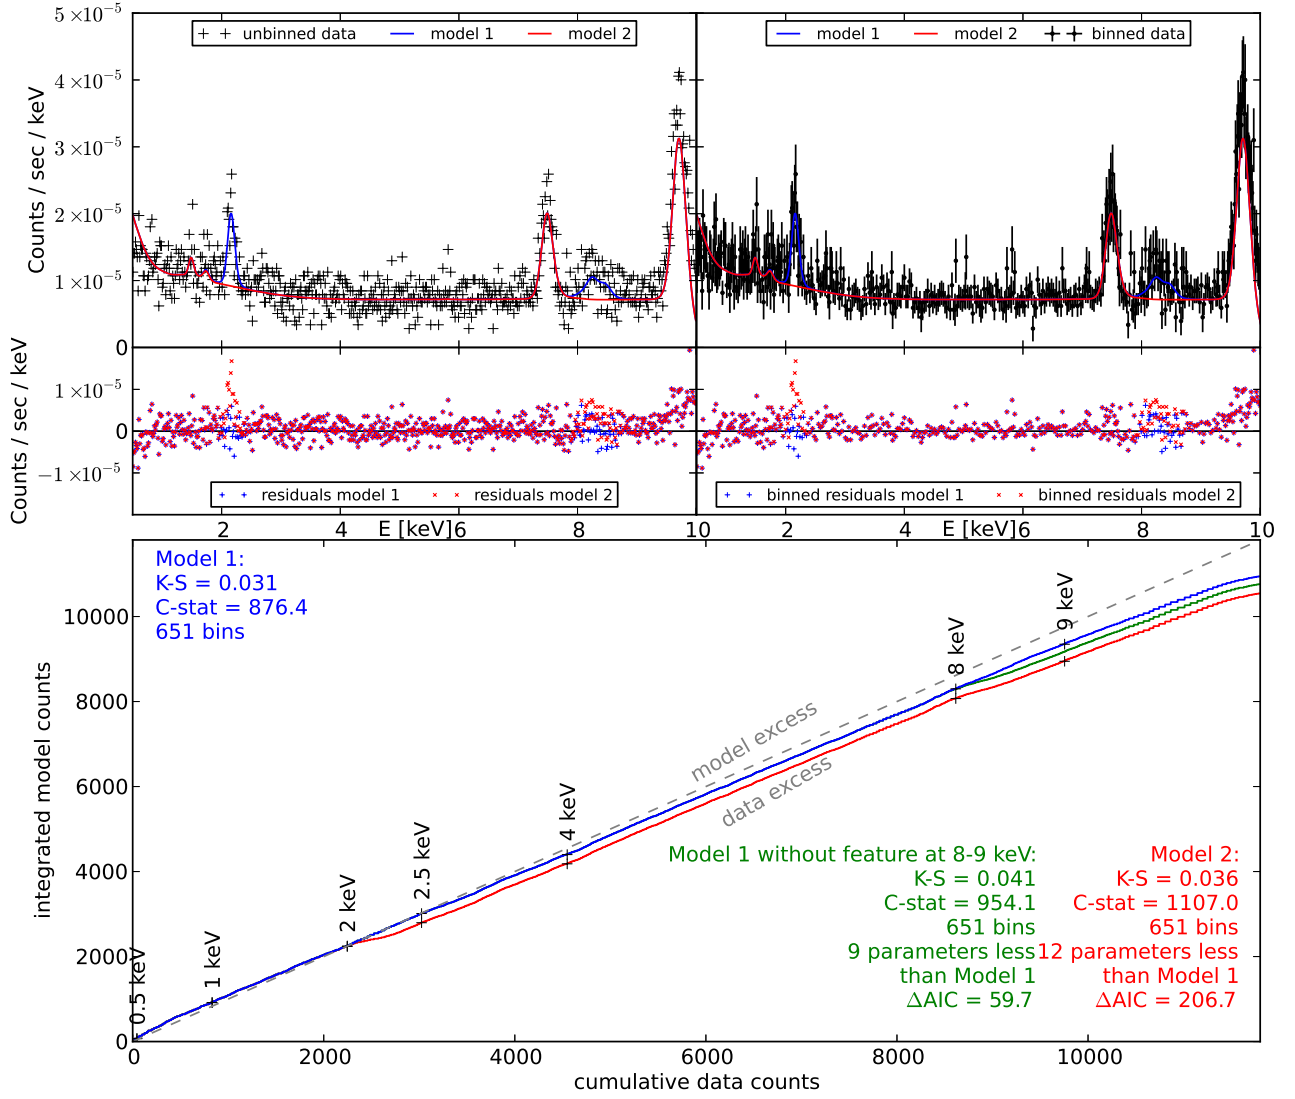 5 ×10⁻⁵
4 ×10⁻⁵
3 ×10⁻⁵
2 ×10⁻⁵
1 ×10⁻⁵
0
Counts / sec / keV
unbinned data model 1 model 2
model 1 model 2 binned data
1 ×10⁻⁵
0
−1 ×10⁻⁵
Counts / sec / keV
residuals model 1 residuals model 2
binned residuals model 1 binned residuals model 2
2 4 E [keV] 6 8 10 2 4 E [keV] 6 8 10
Model 1:
K-S = 0.031
C-stat = 876.4
651 bins
10000
8000
6000
4000
2000
0
integrated model counts
0.5 keV
1 keV
2 keV
2.5 keV
4 keV
8 keV
9 keV
model excess
data excess
Model 1 without feature at 8-9 keV:
K-S = 0.041
C-stat = 954.1
651 bins
9 parameters less
than Model 1
ΔAIC = 59.7
Model 2:
K-S = 0.036
C-stat = 1107.0
651 bins
12 parameters less
than Model 1
ΔAIC = 206.7
0 2000 4000 6000 8000 10000
cumulative data counts